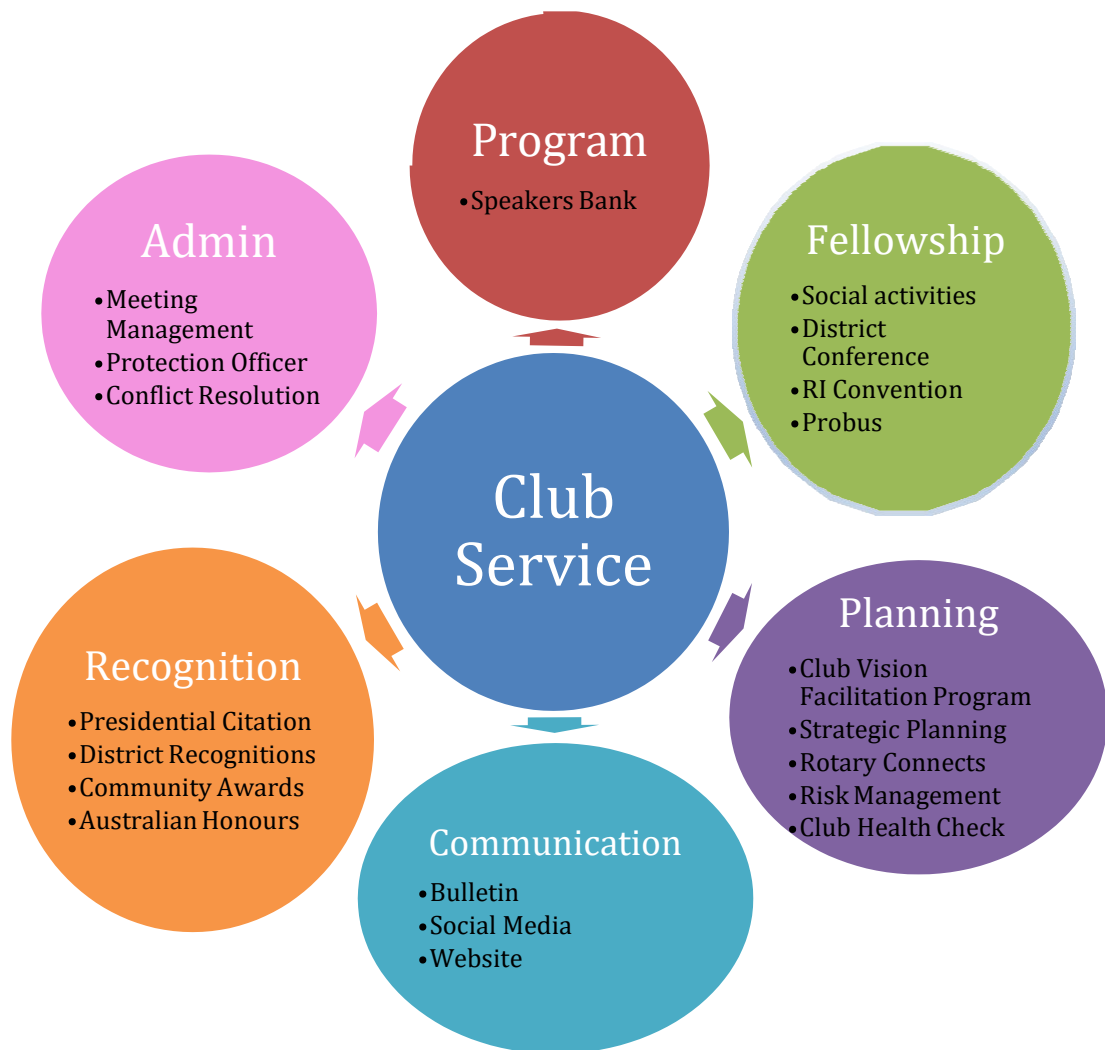 Program
•Speakers Bank
Fellowship
•Social activities
•District
Conference
•RI Convention
•Probus
Planning
•Club Vision
Facilitation Program
•Strategic Planning
•Rotary Connects
•Risk Management
•Club Health Check
Communication
•Bulletin
•Social Media
•Website
Recognition
•Presidential Citation
•District Recognitions
•Community Awards
•Australian Honours
Admin
•Meeting
Management
•Protection Officer
•Conflict Resolution
Club
Service